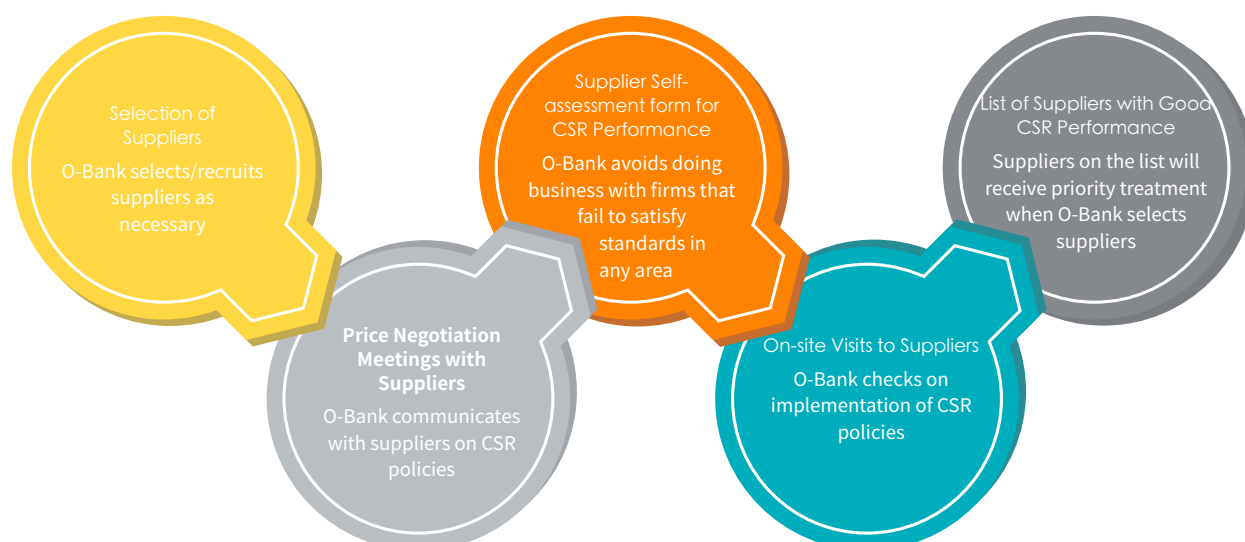 Selection of
Suppliers
O-Bank selects/recruits
suppliers as
necessary
Price Negotiation
Meetings with
Suppliers
O-Bank communicates
with suppliers on CSR
policies
Supplier Self-
assessment form for
CSR Performance
O-Bank avoids doing
business with firms that
fail to satisfy
standards in
any area
On-site Visits to Suppliers
O-Bank checks on
implementation of CSR
policies
List of Suppliers with Good
CSR Performance
Suppliers on the list will
receive priority treatment
when O-Bank selects
suppliers